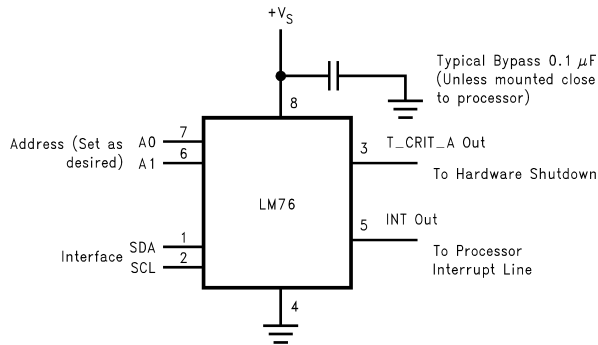 +VS
Typical Bypass 0.1 µF
(Unless mounted close
to processor)
8
Address (Set as
desired)
A0
7
A1
6
3
T_CRIT_A Out
To Hardware Shutdown
LM76
5
INT Out
To Processor
Interrupt Line
Interface
SDA
1
SCL
2
4